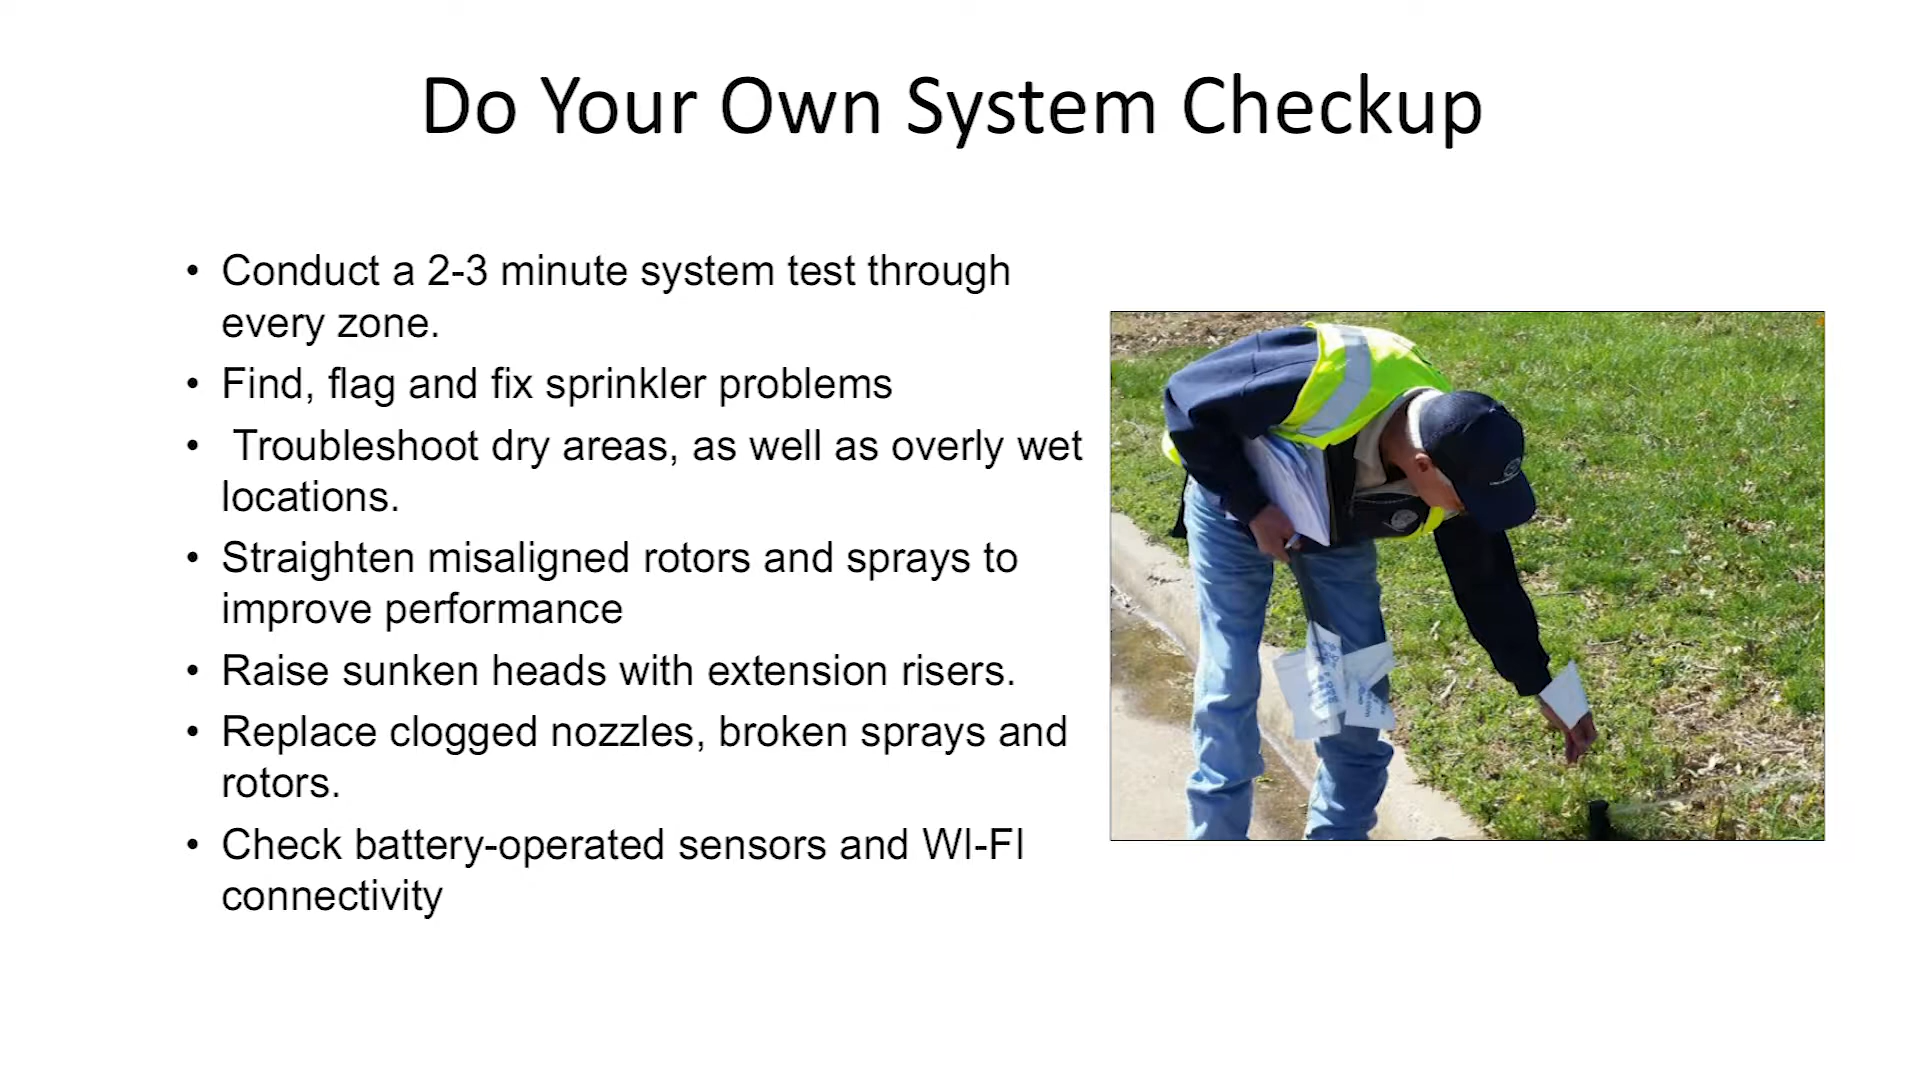 Do Your Own System Checkup
• Conduct a 2-3 minute system test through
every zone.
• Find, flag and fix sprinkler problems
• Troubleshoot dry areas, as well as overly wet
locations.
• Straighten misaligned rotors and sprays to
improve performance
• Raise sunken heads with extension risers.
• Replace clogged nozzles, broken sprays and
rotors.
• Check battery-operated sensors and WI-FI
connectivity